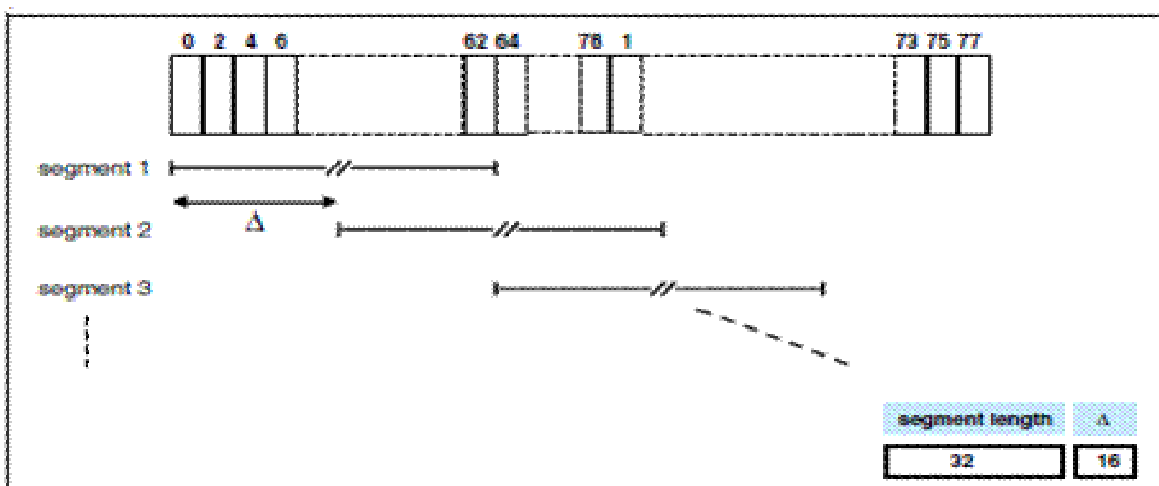 0 2 4 6 62 64 78 1 73 75 77
segment 1
Δ
segment 2
segment 3
segment length Δ
32 16